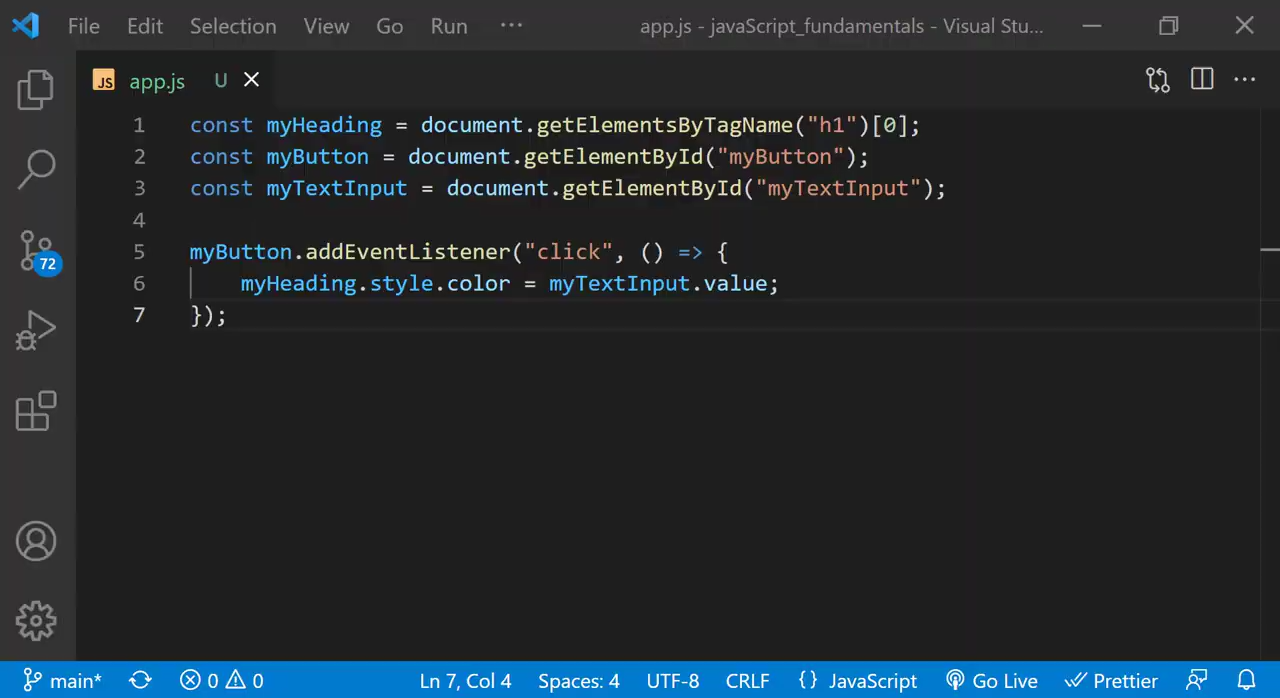 File Edit Selection View Go Run ··· app.js - javaScript_fundamentals - Visual Stu...
JS app.js U
1 const myHeading = document.getElementsByTagName("h1")[0];
2 const myButton = document.getElementById("myButton");
3 const myTextInput = document.getElementById("myTextInput");
4
5 myButton.addEventListener("click", () => {
6     myHeading.style.color = myTextInput.value;
7 });
72
main* 0 0 Ln 7, Col 4 Spaces: 4 UTF-8 CRLF {} JavaScript Go Live Prettier